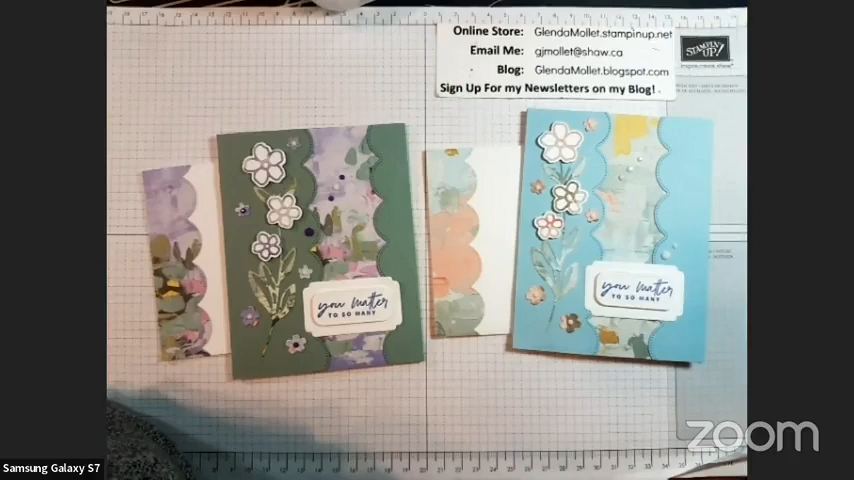 Online Store: GlendaMollet.stampinup.net
Email Me: gjmollet@shaw.ca
Blog: GlendaMollet.blogspot.com
Sign Up For my Newsletters on my Blog!
STAMPIN' UP!
you matter
TO SO MANY
you matter
TO SO MANY
zoom
Samsung Galaxy S7